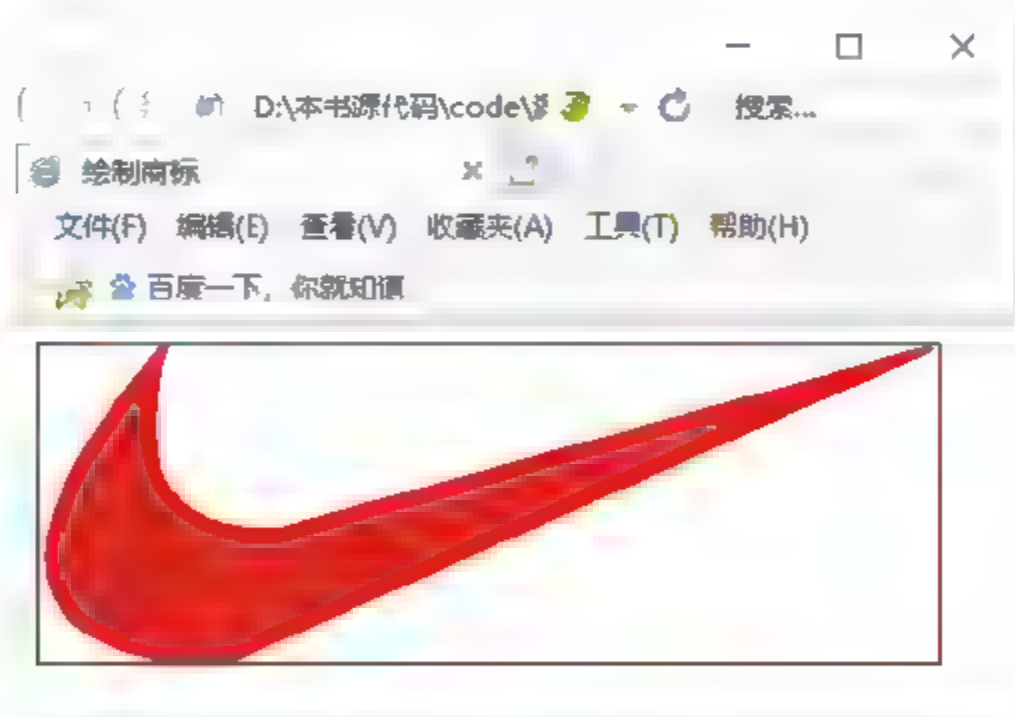 D:\本书源代码\code\ 搜索...
绘制商标
文件(F) 编辑(E) 查看(V) 收藏夹(A) 工具(T) 帮助(H)
百度一下，你就知道